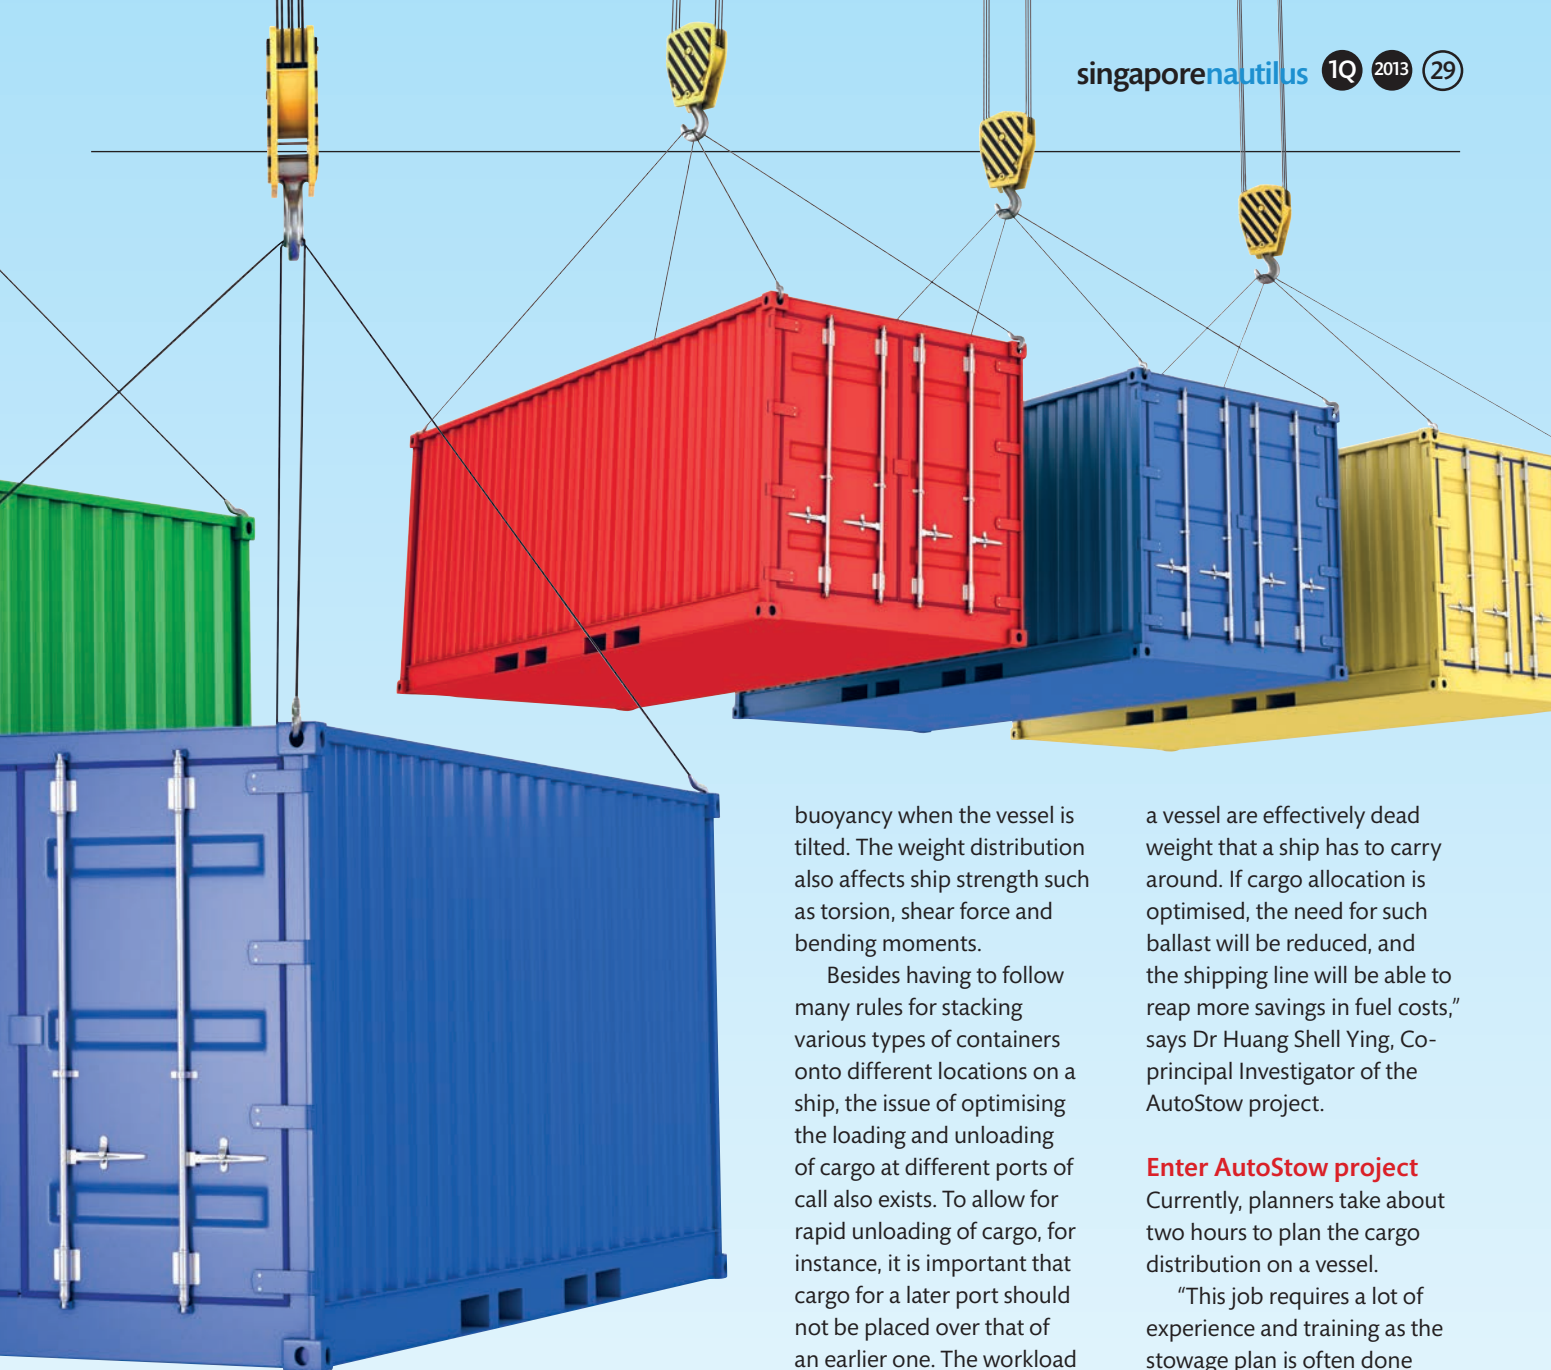 singaporenautilus 1Q 2013 29
buoyancy when the vessel is
tilted. The weight distribution
also affects ship strength such
as torsion, shear force and
bending moments.
Besides having to follow
many rules for stacking
various types of containers
onto different locations on a
ship, the issue of optimising
the loading and unloading
of cargo at different ports of
call also exists. To allow for
rapid unloading of cargo, for
instance, it is important that
cargo for a later port should
not be placed over that of
an earlier one. The workload
a vessel are effectively dead
weight that a ship has to carry
around. If cargo allocation is
optimised, the need for such
ballast will be reduced, and
the shipping line will be able to
reap more savings in fuel costs,”
says Dr Huang Shell Ying, Co-
principal Investigator of the
AutoStow project.
Enter AutoStow project
Currently, planners take about
two hours to plan the cargo
distribution on a vessel.
“This job requires a lot of
experience and training as the
stowage plan is often done